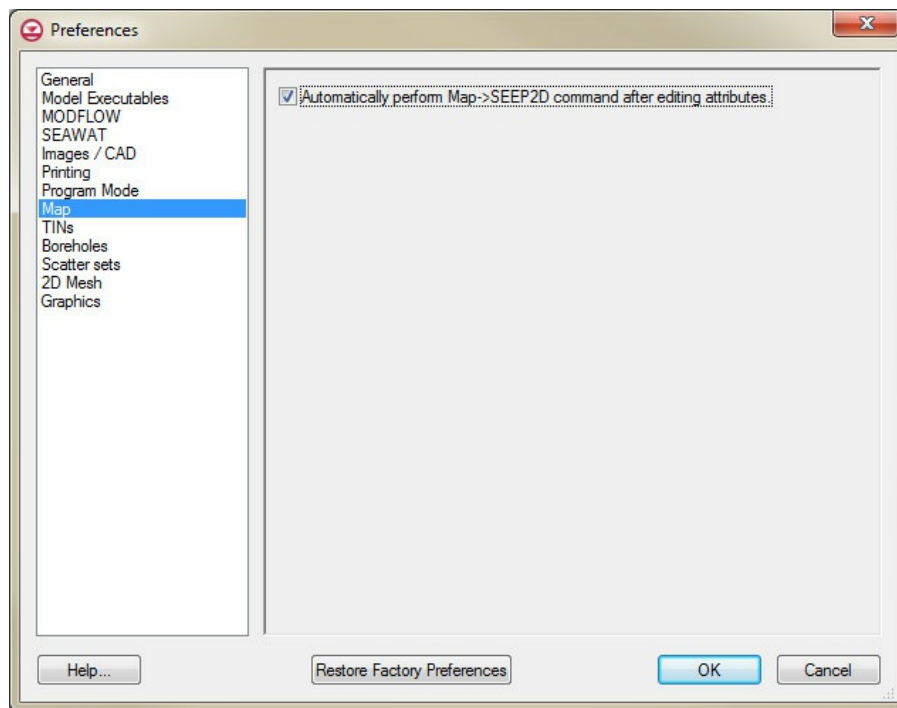 Preferences
General
Model Executables
MODFLOW
SEAWAT
Images / CAD
Printing
Program Mode
Map
TINs
Boreholes
Scatter sets
2D Mesh
Graphics
Automatically perform Map->SEEP2D command after editing attributes.
Help...
Restore Factory Preferences
OK
Cancel